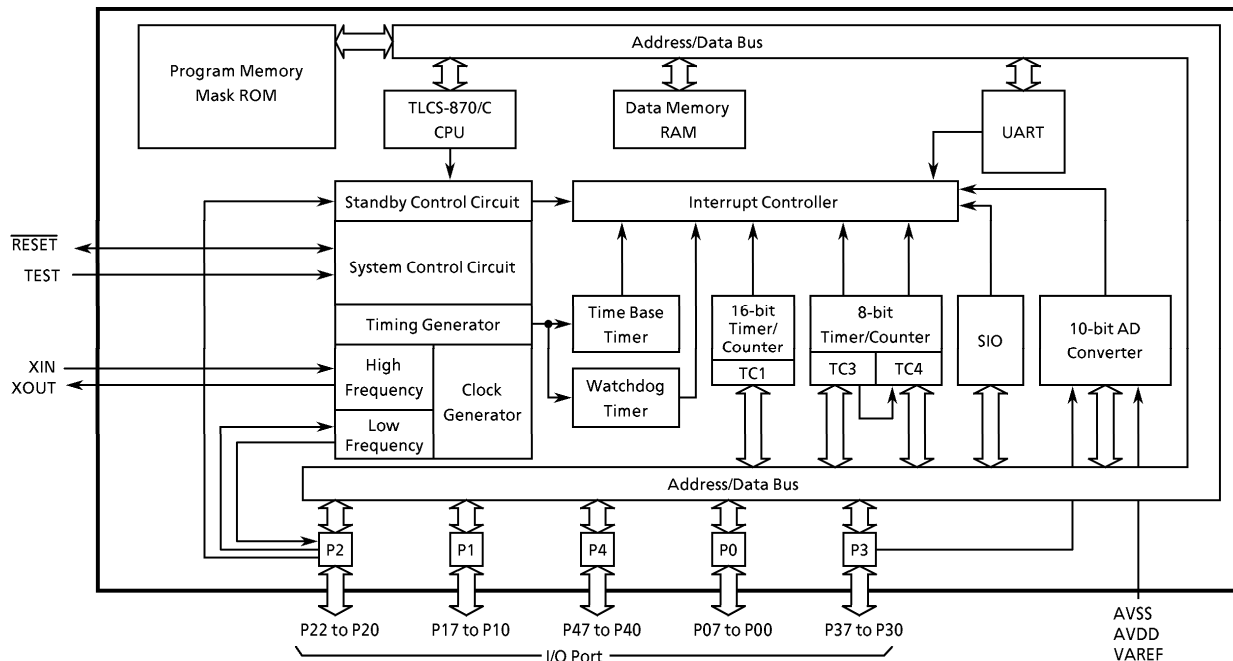 Address/Data Bus
Program Memory
Mask ROM
TLCS-870/C
CPU
Data Memory
RAM
UART
Standby Control Circuit
Interrupt Controller
RESET
TEST
System Control Circuit
Timing Generator
Time Base
Timer
16-bit
Timer/
Counter
TC1
8-bit
Timer/Counter
TC3
TC4
SIO
10-bit AD
Converter
XIN
XOUT
High
Frequency
Clock
Generator
Low
Frequency
Watchdog
Timer
Address/Data Bus
P2
P1
P4
P0
P3
P22 to P20
P17 to P10
P47 to P40
P07 to P00
P37 to P30
I/O Port
AVSS
AVDD
VAREF